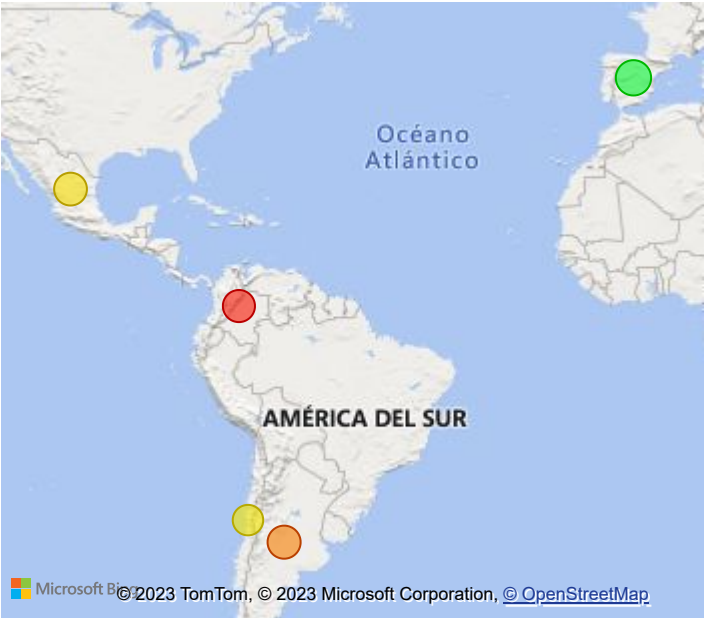 Océano
Atlántico
AMÉRICA DEL SUR
Microsoft Bing
© 2023 TomTom, © 2023 Microsoft Corporation, © OpenStreetMap